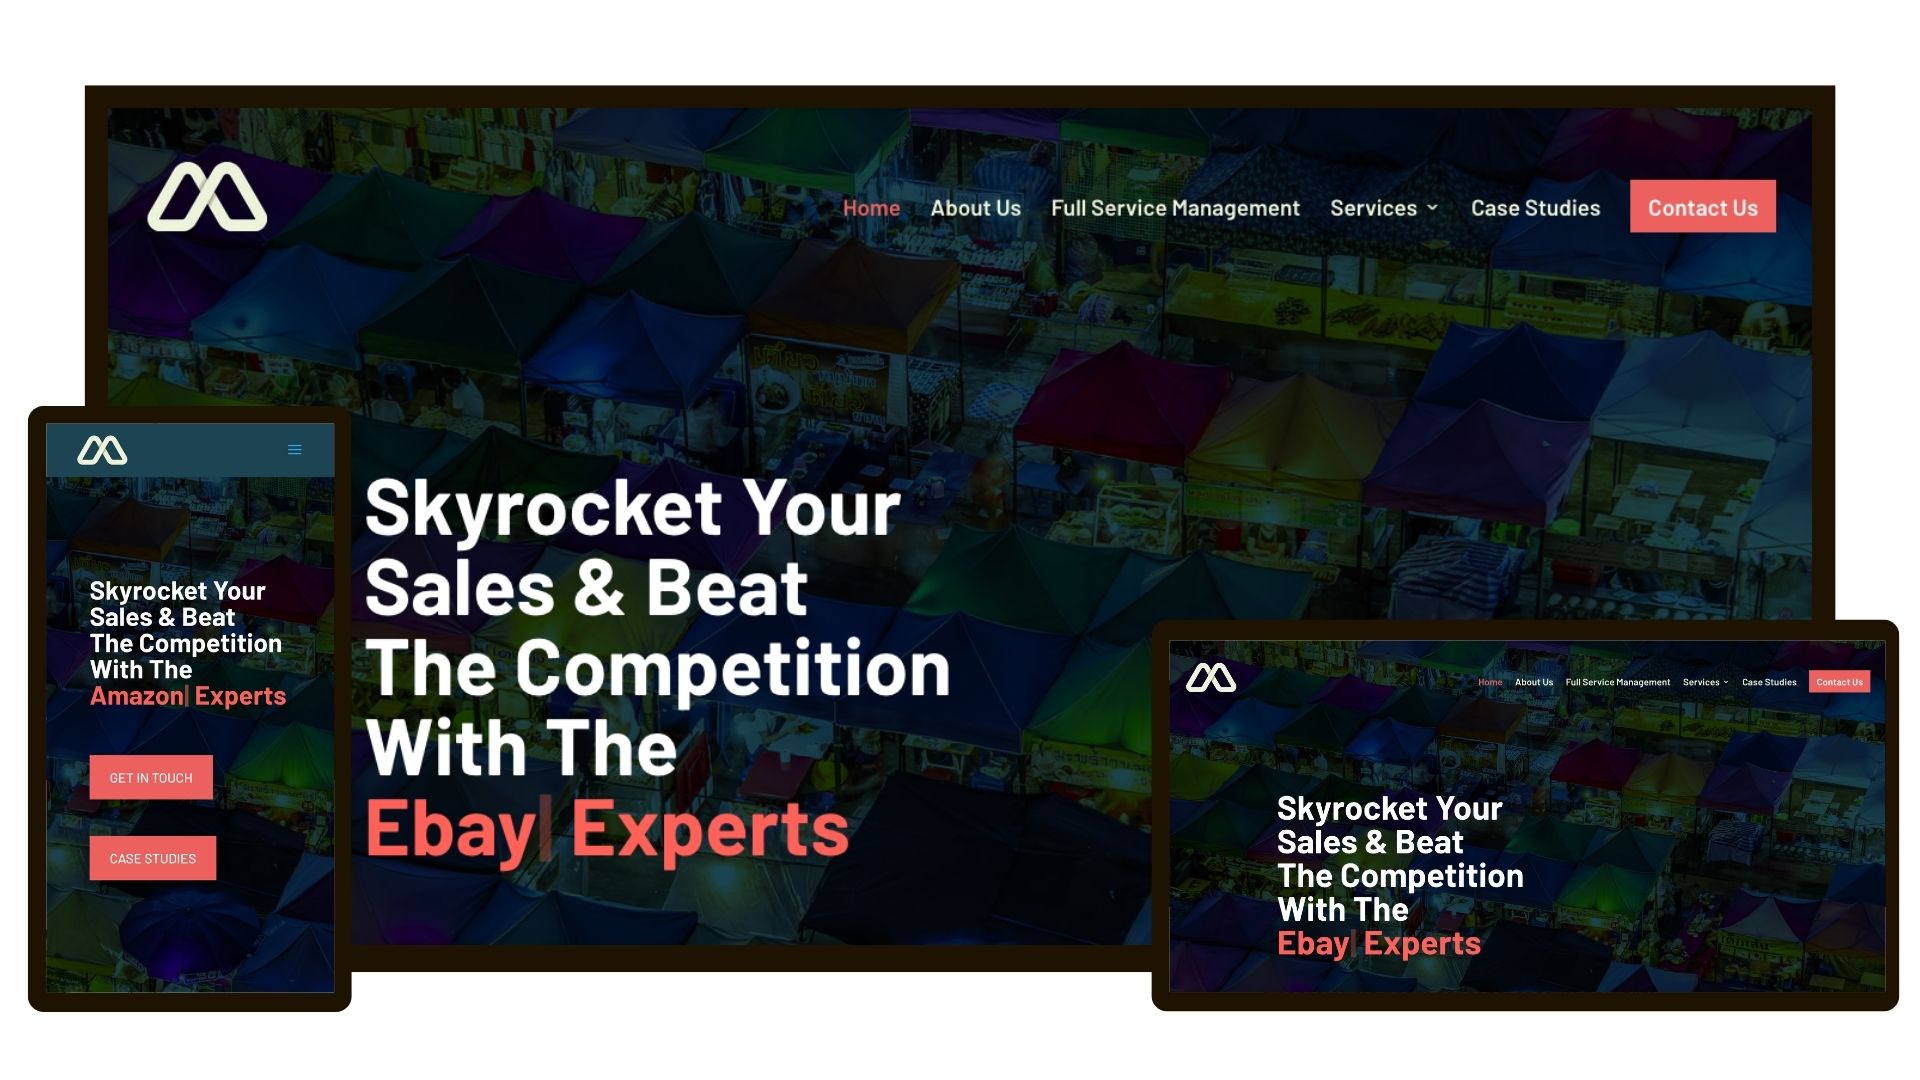 Home About Us Full Service Management Services Case Studies Contact Us
Skyrocket Your
Sales & Beat
The Competition
With The
Ebay| Experts
Skyrocket Your
Sales & Beat
The Competition
With The
Amazon| Experts
GET IN TOUCH
CASE STUDIES
Home About Us Full Service Management Services Case Studies Contact Us
Skyrocket Your
Sales & Beat
The Competition
With The
Ebay| Experts